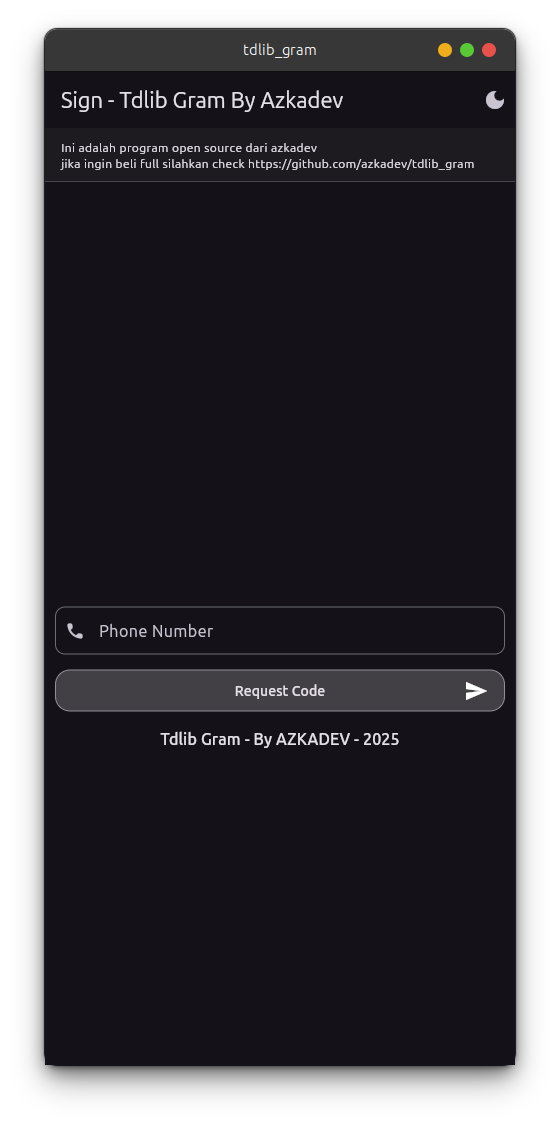 tdlib_gram
Sign - Tdlib Gram By Azkadev
Ini adalah program open source dari azkadev
jika ingin beli full silahkan check https://github.com/azkadev/tdlib_gram
Phone Number
Request Code
Tdlib Gram - By AZKADEV - 2025